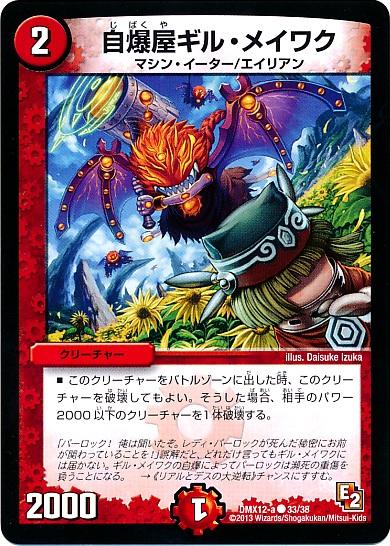 2
じばくや
自爆屋ギル・メイワク
マシン・イーター/エイリアン
クリーチャー
illus. Daisuke Izuka
■ このクリーチャーをバトルゾーンに出した時、このクリ
ーチャーを破壊してもよい。そうした場合、相手のパワー
2000以下のクリーチャーを1体破壊する。
「バーロック! 俺は聞いたぞ。レディ・バーロックが死んだ秘密にお前
が関わっていることを!」誤解だと、どれだけ言ってもギル・メイワク
には届かない。ギル・メイワクの自爆によってバーロックは瀕死の重傷
を負うことになる。 →《リアルとデスの大逆転》チャンスにすすむ。
2000
1
E2
DMX12-a ● 33/38
©2013 Wizards/Shogakukan/Mitsui-Kids